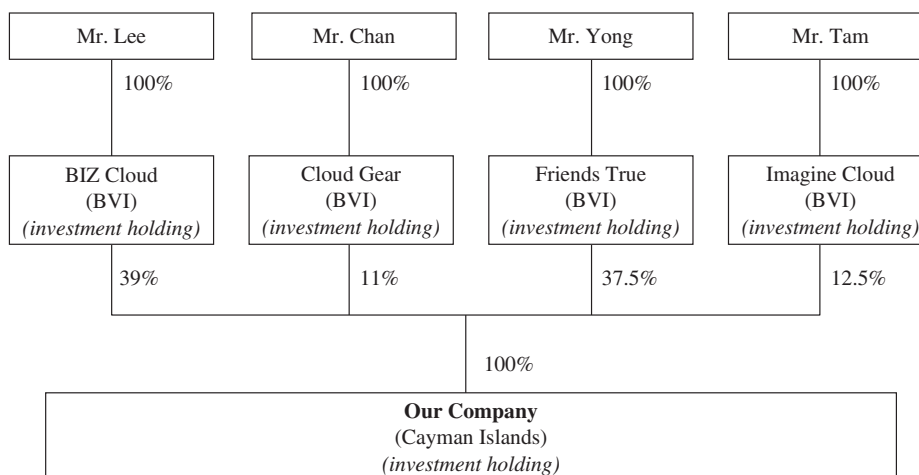 Mr. Lee
Mr. Chan
Mr. Yong
Mr. Tam
100%
100%
100%
100%
BIZ Cloud
(BVI)
(investment holding)
Cloud Gear
(BVI)
(investment holding)
Friends True
(BVI)
(investment holding)
Imagine Cloud
(BVI)
(investment holding)
39%
11%
37.5%
12.5%
100%
Our Company
(Cayman Islands)
(investment holding)